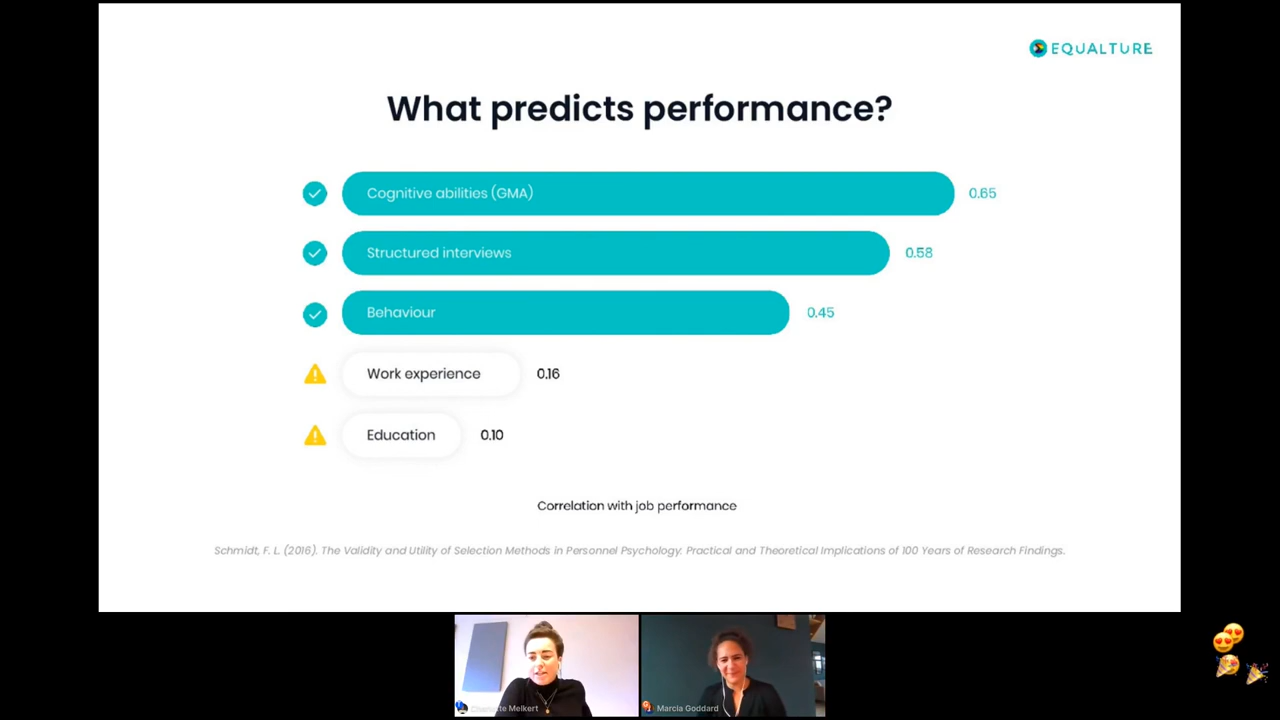 EQUALTURE
What predicts performance?
Cognitive abilities (GMA) 0.65
Structured interviews 0.58
Behaviour 0.45
Work experience 0.16
Education 0.10
Correlation with job performance
Schmidt, F. L. (2016). The Validity and Utility of Selection Methods in Personnel Psychology: Practical and Theoretical Implications of 100 Years of Research Findings.
Charlotte Melkert
Marcia Goddard